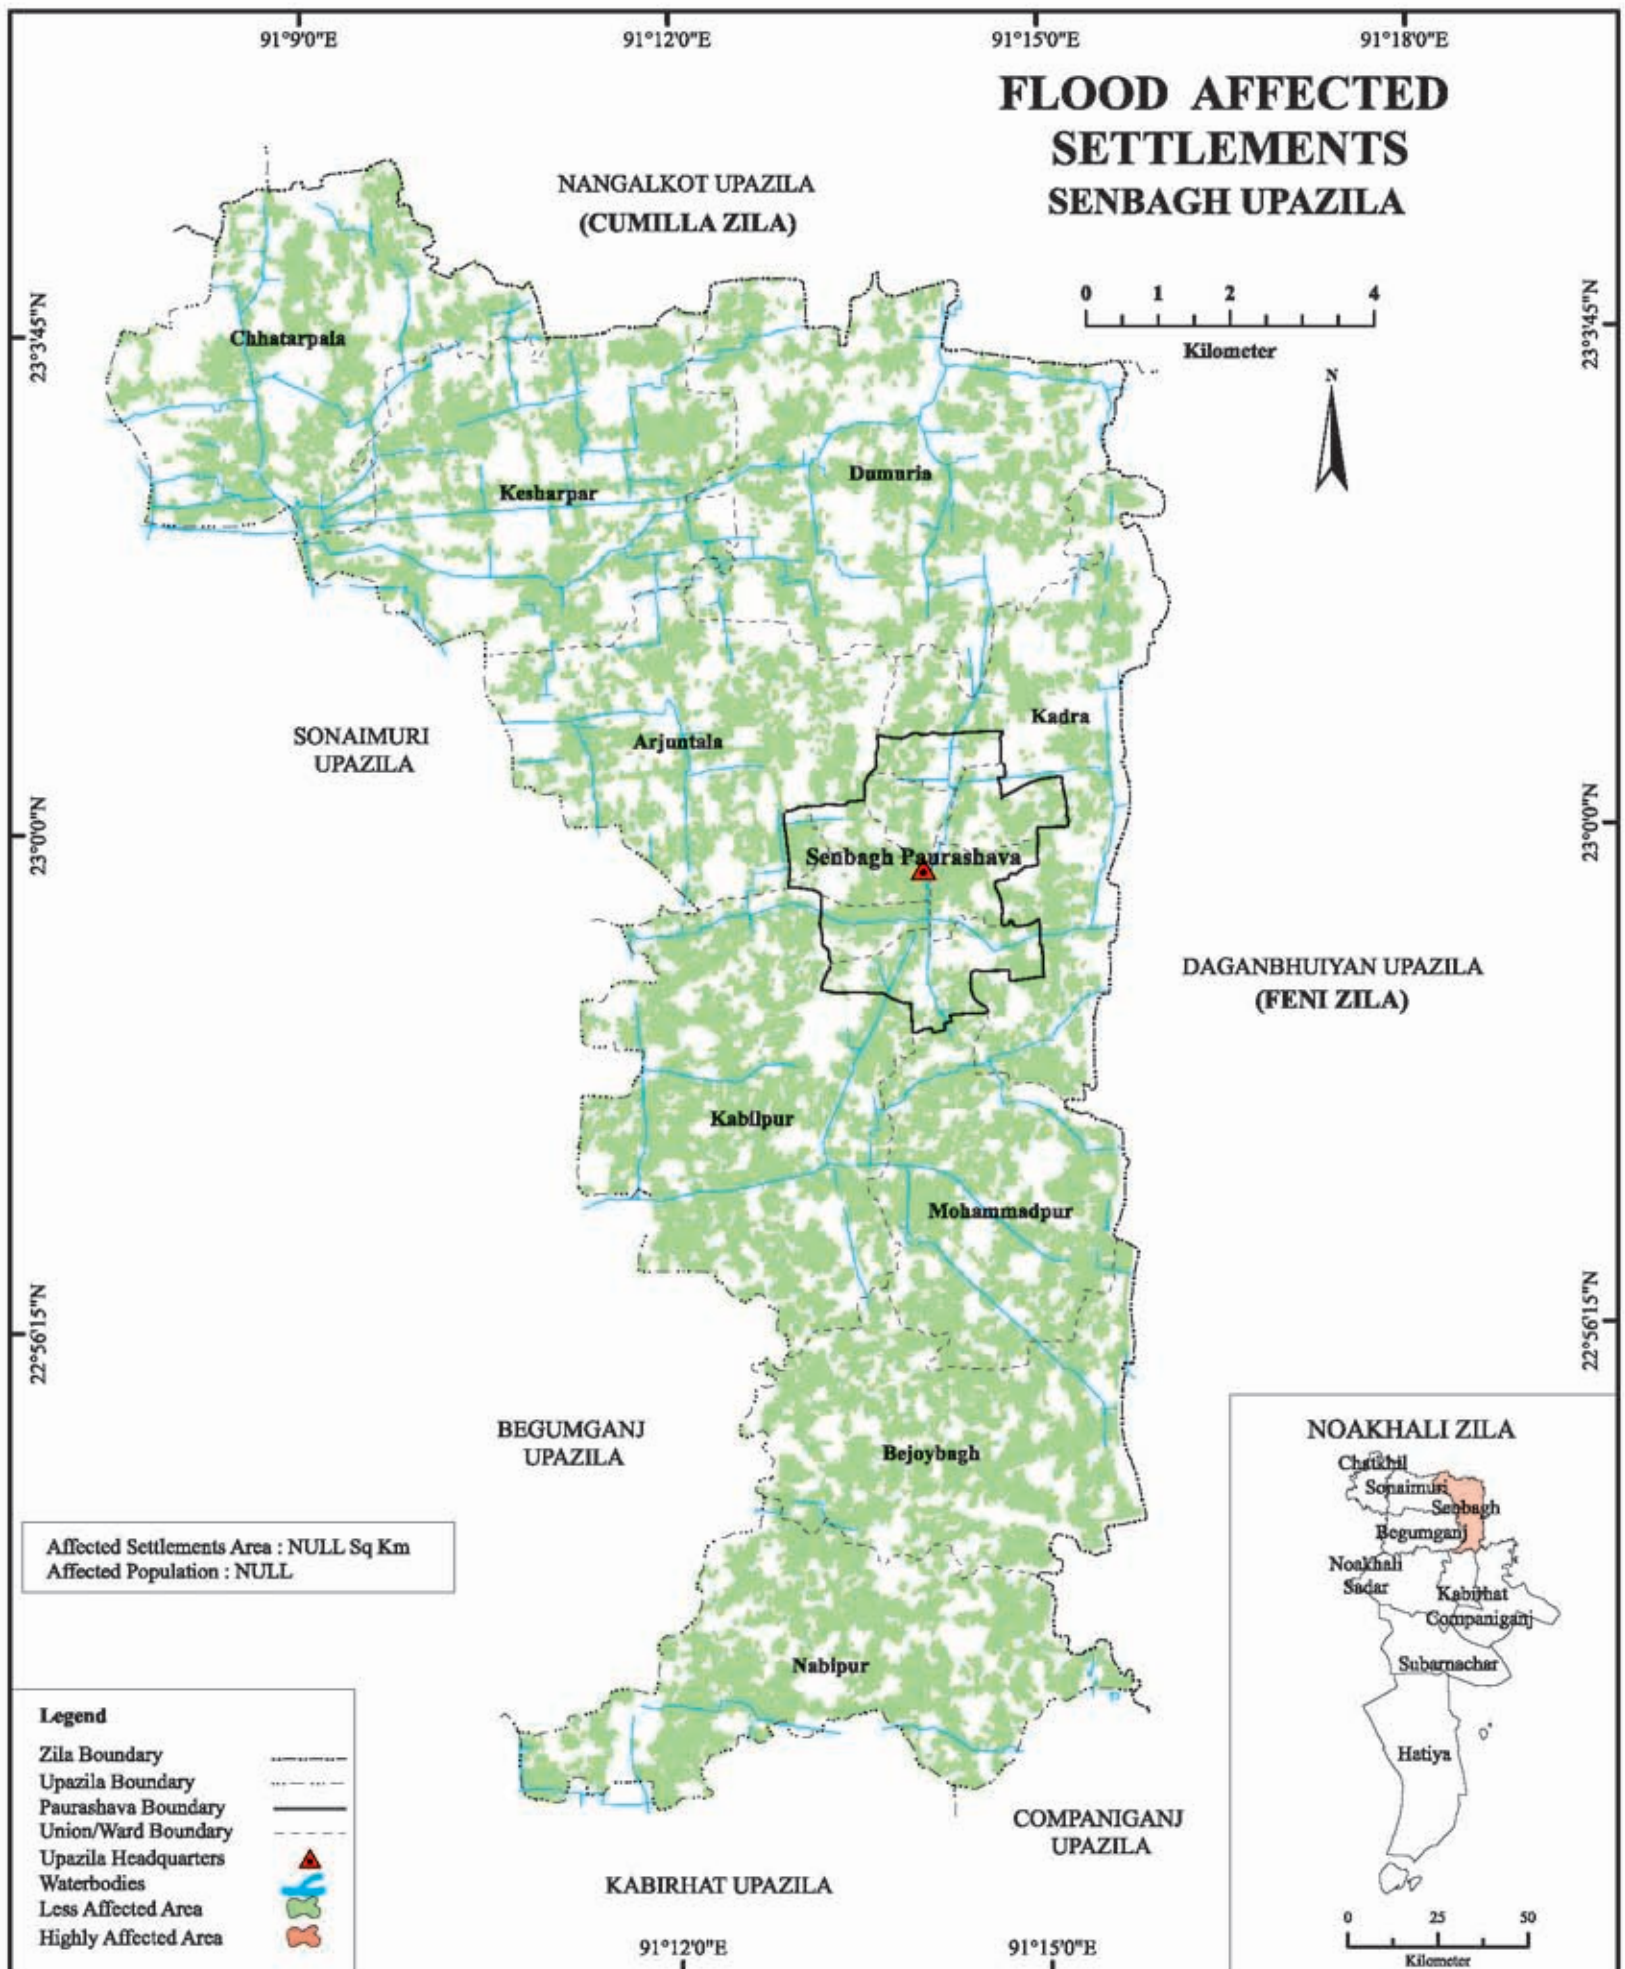 91°9'0"E
91°12'0"E
91°15'0"E
91°18'0"E
FLOOD AFFECTED
SETTLEMENTS
SENBAGH UPAZILA
NANGALKOT UPAZILA
(CUMILLA ZILA)
0 1 2 4
Kilometer
23°3'45"N
23°3'45"N
N
Chhatarpaia
Kesharpar
Dumuria
SONAIMURI
UPAZILA
Arjuntala
Kadra
23°0'0"N
23°0'0"N
Senbagh Paurashava
DAGANBHUIYAN UPAZILA
(FENI ZILA)
Kabilpur
Mohammadpur
22°56'15"N
22°56'15"N
BEGUMGANJ
UPAZILA
Bejoybagh
Nabipur
COMPANIGANJ
UPAZILA
KABIRHAT UPAZILA
Affected Settlements Area : NULL Sq Km
Affected Population : NULL
Legend
Zila Boundary
Upazila Boundary
Paurashava Boundary
Union/Ward Boundary
Upazila Headquarters
Waterbodies
Less Affected Area
Highly Affected Area
NOAKHALI ZILA
Chatkhil
Sonaimuri
Senbagh
Begumganj
Noakhali
Sadar
Kabirhat
Companiganj
Subarnachar
Hatiya
0 25 50
Kilometer
91°12'0"E
91°15'0"E